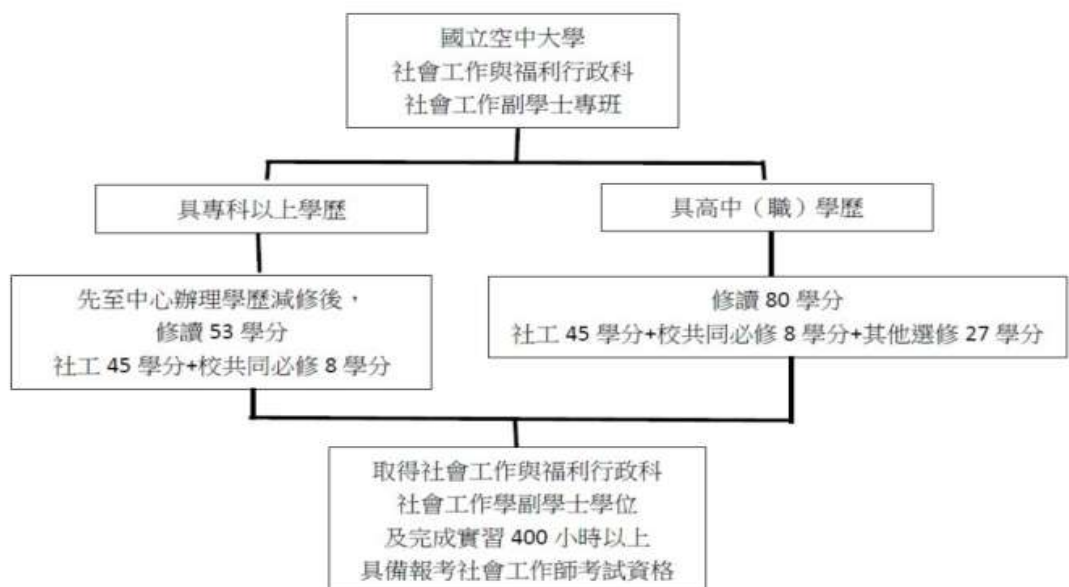 國立空中大學
社會工作與福利行政科
社會工作副學士專班
具專科以上學歷
具高中（職）學歷
先至中心辦理學歷減修後，
修讀 53 學分
社工 45 學分+校共同必修 8 學分
修讀 80 學分
社工 45 學分+校共同必修 8 學分+其他選修 27 學分
取得社會工作與福利行政科
社會工作學副學士學位
及完成實習 400 小時以上
具備報考社會工作師考試資格